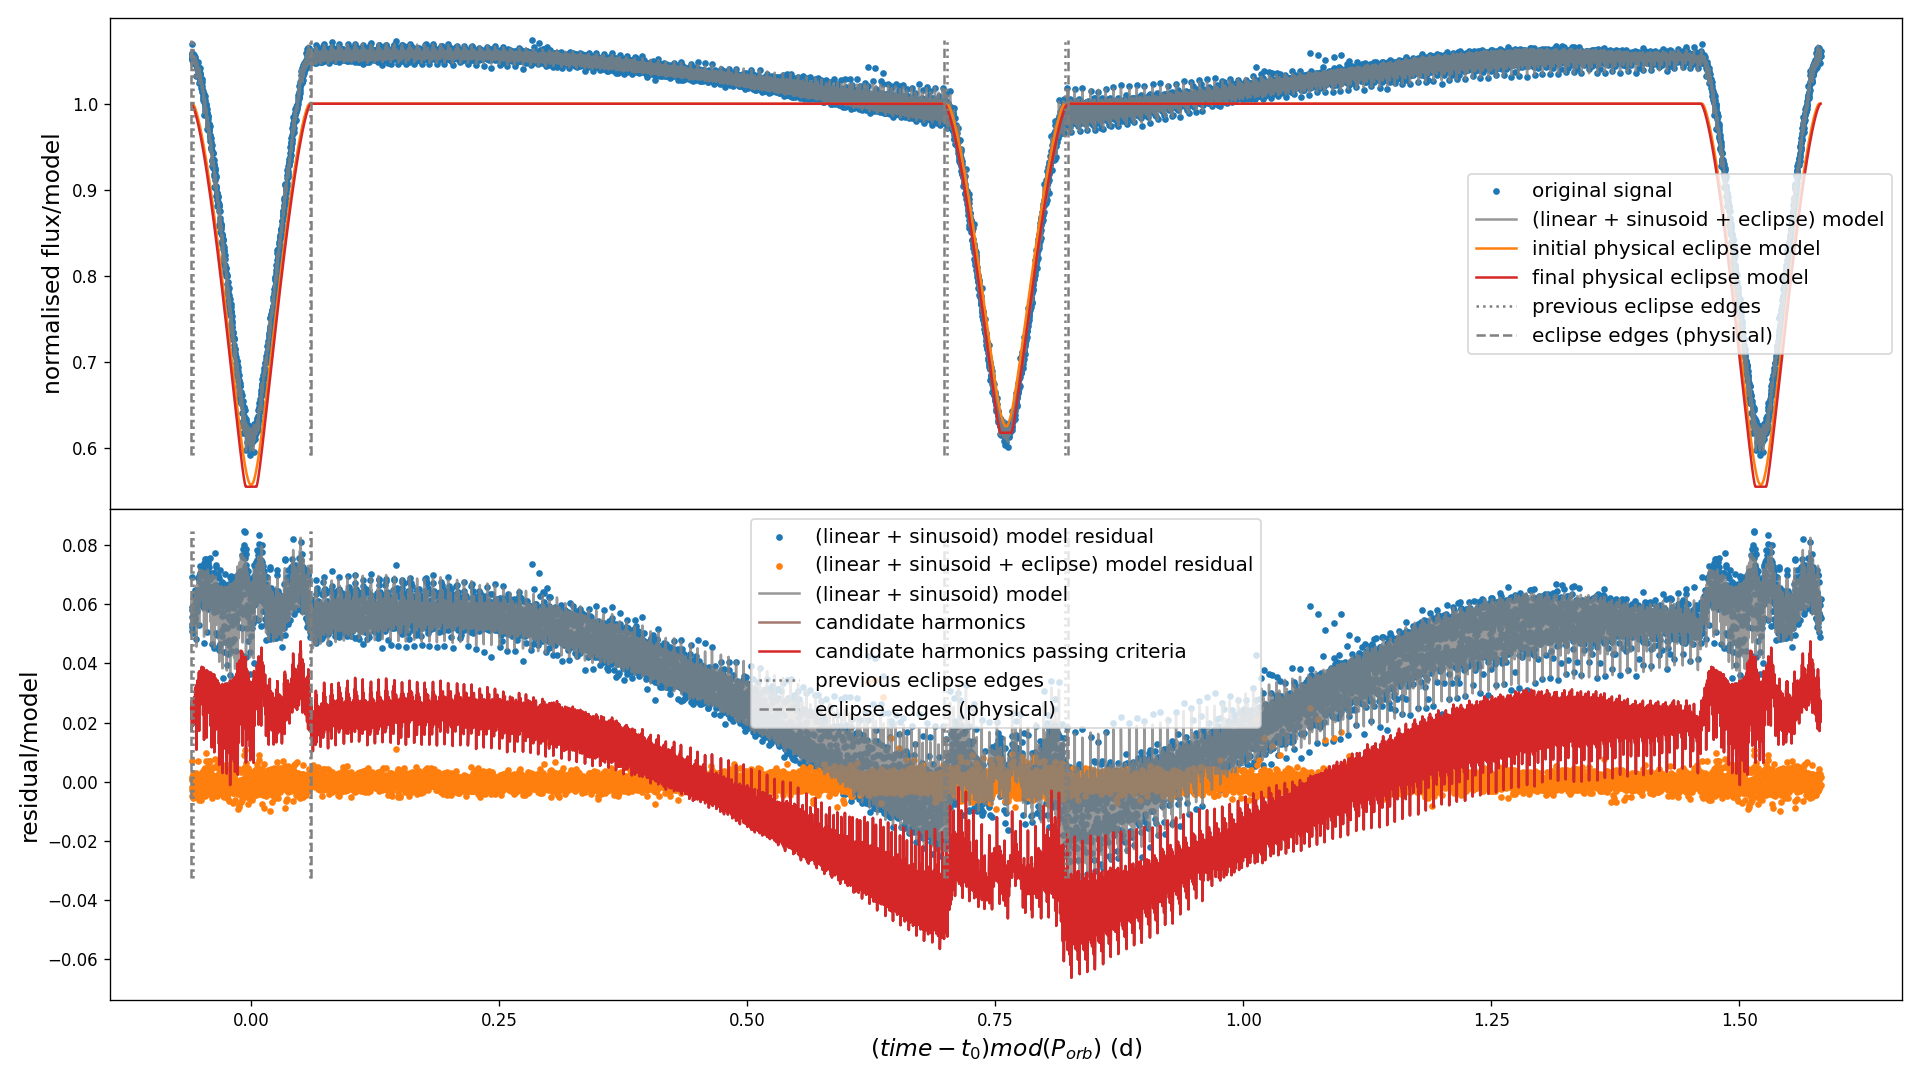 normalised flux/model
1.0
0.9
0.8
0.7
0.6
original signal
(linear + sinusoid + eclipse) model
initial physical eclipse model
final physical eclipse model
previous eclipse edges
eclipse edges (physical)
residual/model
0.08
0.06
0.04
0.02
0.00
−0.02
−0.04
−0.06
(linear + sinusoid) model residual
(linear + sinusoid + eclipse) model residual
(linear + sinusoid) model
candidate harmonics
candidate harmonics passing criteria
previous eclipse edges
eclipse edges (physical)
0.00 0.25 0.50 0.75 1.00 1.25 1.50
(time − t₀)mod(P_orb) (d)